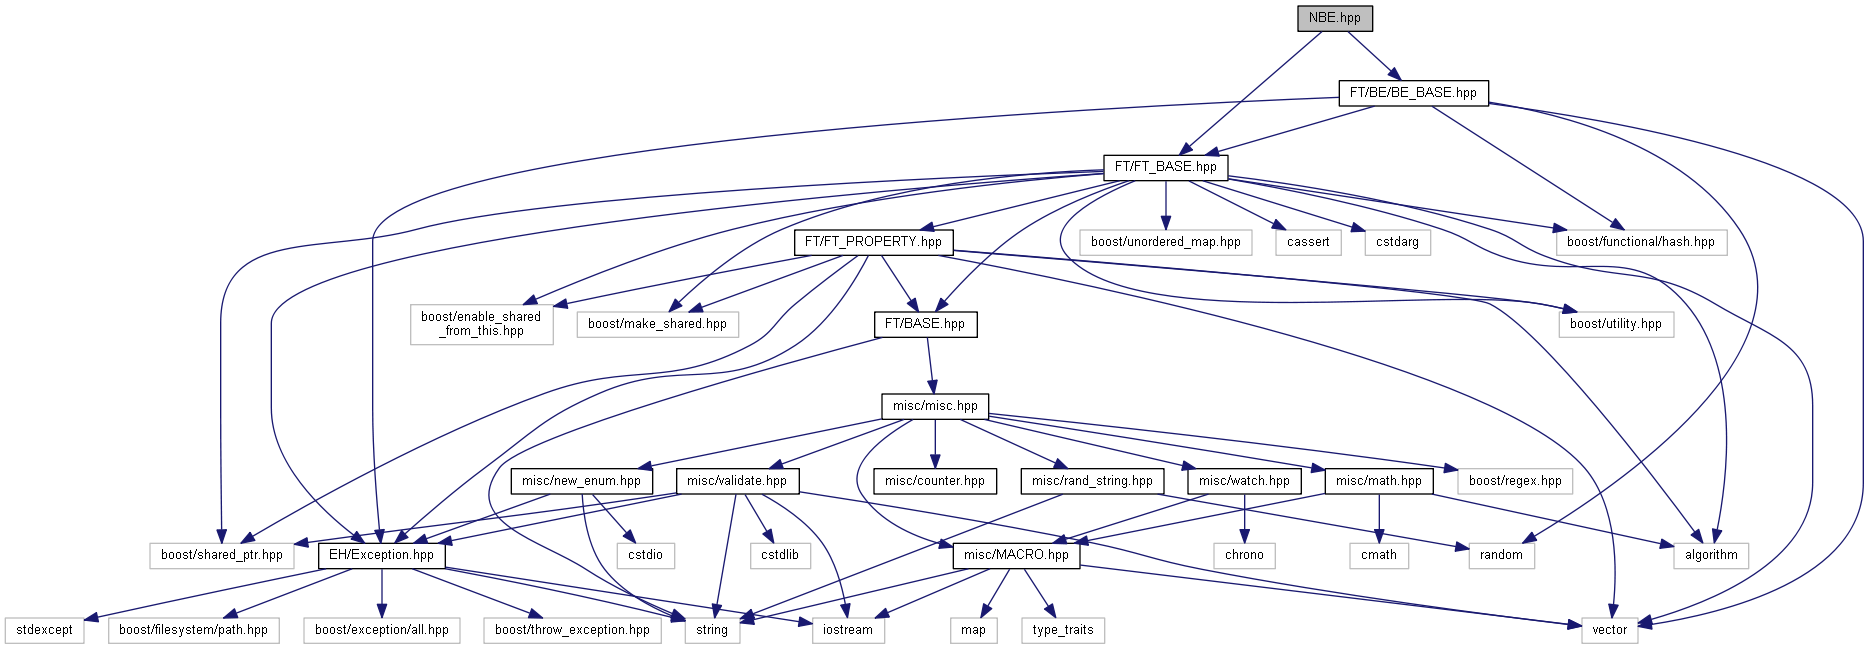 NBE.hpp
FT/BE/BE_BASE.hpp
FT/FT_BASE.hpp
FT/FT_PROPERTY.hpp
boost/unordered_map.hpp
cassert
cstdarg
boost/functional/hash.hpp
boost/enable_shared
_from_this.hpp
boost/make_shared.hpp
FT/BASE.hpp
boost/utility.hpp
misc/misc.hpp
misc/new_enum.hpp
misc/validate.hpp
misc/counter.hpp
misc/rand_string.hpp
misc/watch.hpp
misc/math.hpp
boost/regex.hpp
boost/shared_ptr.hpp
EH/Exception.hpp
cstdio
cstdlib
misc/MACRO.hpp
chrono
cmath
random
algorithm
stdexcept
boost/filesystem/path.hpp
boost/exception/all.hpp
boost/throw_exception.hpp
string
iostream
map
type_traits
vector